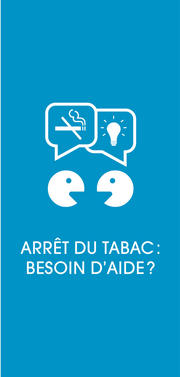 ARRÊT DU TABAC :
BESOIN D'AIDE ?